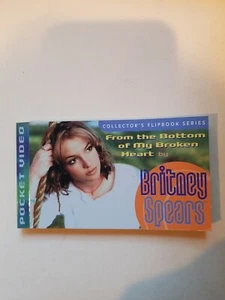 POCKET VIDEO
COLLECTOR'S FLIPBOOK SERIES
From the Bottom
of My Broken
Heart by
Britney
Spears